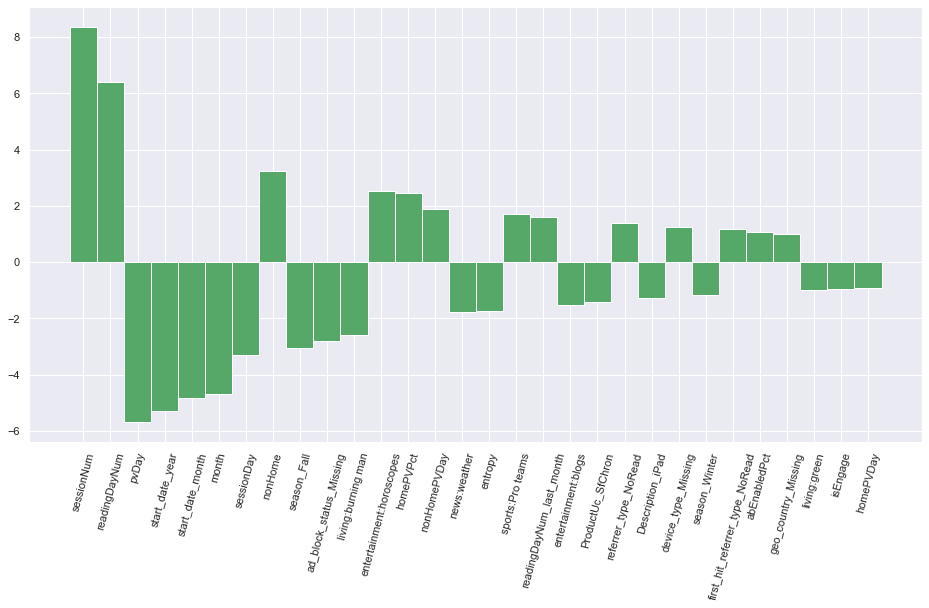 8
6
4
2
0
−2
−4
−6
sessionNum
readingDayNum
pvDay
start_date_year
start_date_month
month
sessionDay
nonHome
season_Fall
ad_block_status_Missing
living:burning man
entertainment:horoscopes
homePVPct
nonHomePVDay
news:weather
entropy
sports:Pro teams
readingDayNum_last_month
entertainment:blogs
ProductUc_SfChron
referrer_type_NoRead
Description_iPad
device_type_Missing
season_Winter
first_hit_referrer_type_NoRead
abEnabledPct
geo_country_Missing
living:green
isEngage
homePVDay